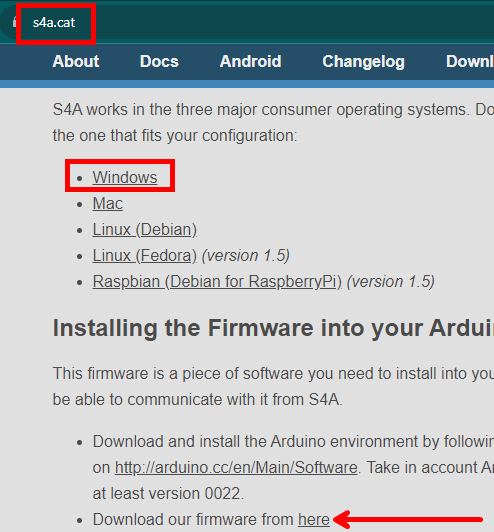 s4a.cat
About Docs Android Changelog Downl
S4A works in the three major consumer operating systems. Do
the one that fits your configuration:
• Windows
• Mac
• Linux (Debian)
• Linux (Fedora) (version 1.5)
• Raspbian (Debian for RaspberryPi) (version 1.5)
Installing the Firmware into your Ardui
This firmware is a piece of software you need to install into you
be able to communicate with it from S4A.
• Download and install the Arduino environment by followin
on http://arduino.cc/en/Main/Software. Take in account A
at least version 0022.
• Download our firmware from here